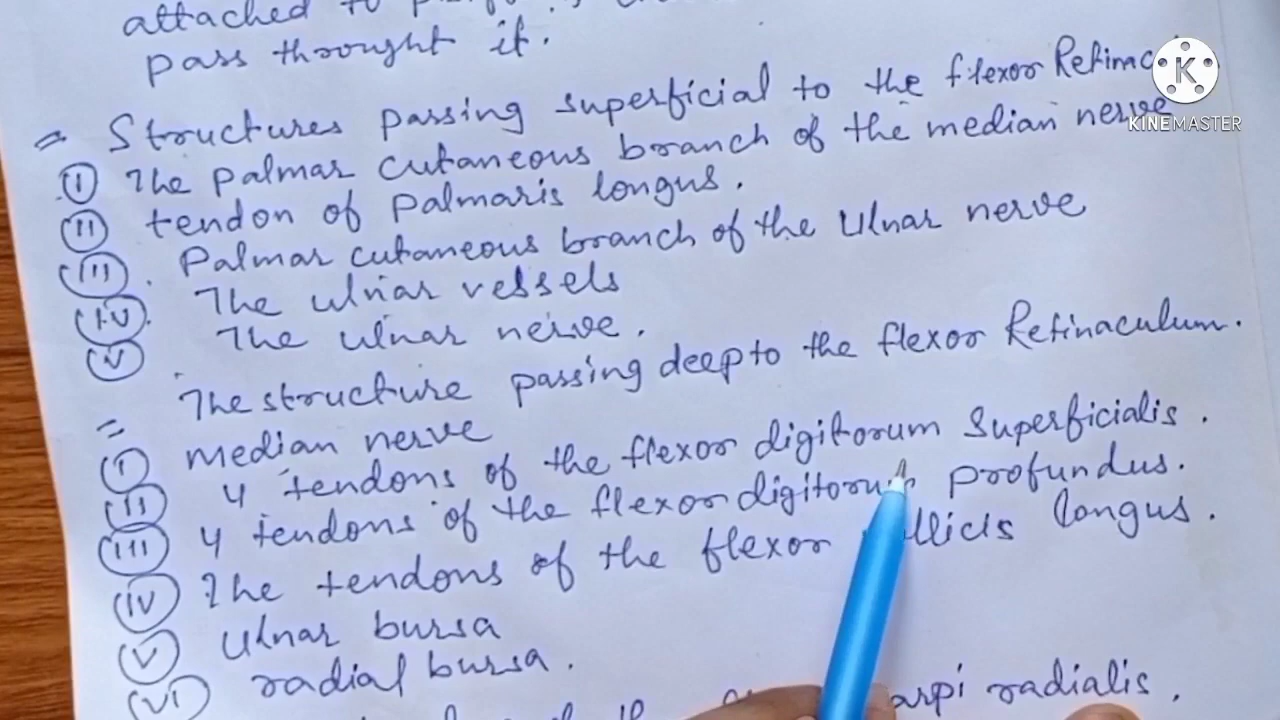 attached to
pass throught it.
= Structures passing superficial to the flexor Retinac
(I) The palmar cutaneous branch of the median nerve
(II) tendon of palmaris longus.
(III). Palmar cutaneous branch of the Ulnar nerve
(IV). The ulnar vessels
(V) The ulnar nerve.
= The structure passing deep to the flexor Retinaculum.
(I) Median nerve
(II) 4 tendons of the flexor digitorum Superficialis.
(III) 4 tendons of the flexor digitorum profundus.
(IV) The tendons of the flexor llicis longus.
(V) Ulnar bursa
(VI) radial bursa.
arpi radialis.
K
KINEMASTER